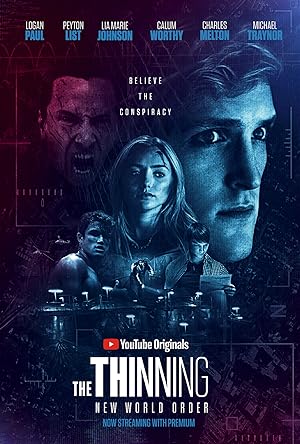 LOGAN PAUL
PEYTON LIST
LIA MARIE JOHNSON
CALUM WORTHY
CHARLES MELTON
MICHAEL TRAYNOR
BELIEVE
THE
CONSPIRACY
YouTube Originals
THE THINNING
NEW WORLD ORDER
NOW STREAMING WITH PREMIUM